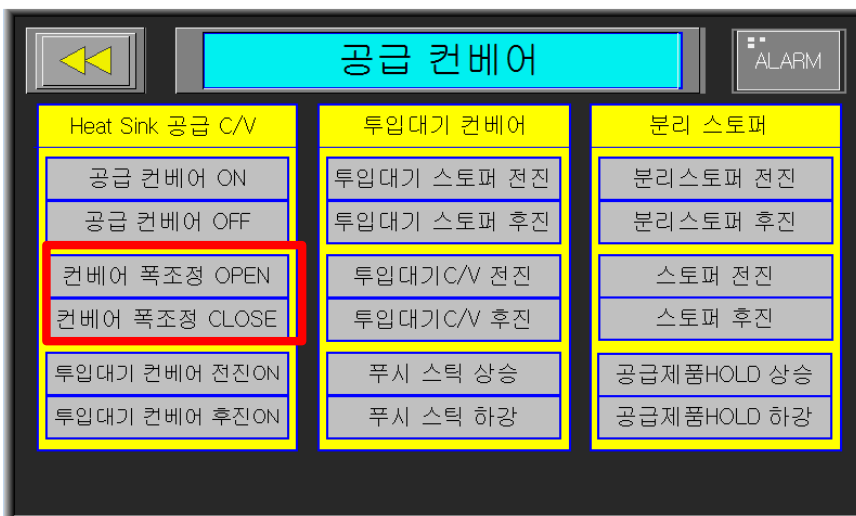 공급 컨베어
ALARM
Heat Sink 공급 C/V
공급 컨베어 ON
공급 컨베어 OFF
컨베어 폭조정 OPEN
컨베어 폭조정 CLOSE
투입대기 컨베어 전진ON
투입대기 컨베어 후진ON
투입대기 컨베어
투입대기 스토퍼 전진
투입대기 스토퍼 후진
투입대기C/V 전진
투입대기C/V 후진
푸시 스틱 상승
푸시 스틱 하강
분리 스토퍼
분리스토퍼 전진
분리스토퍼 후진
스토퍼 전진
스토퍼 후진
공급제품HOLD 상승
공급제품HOLD 하강